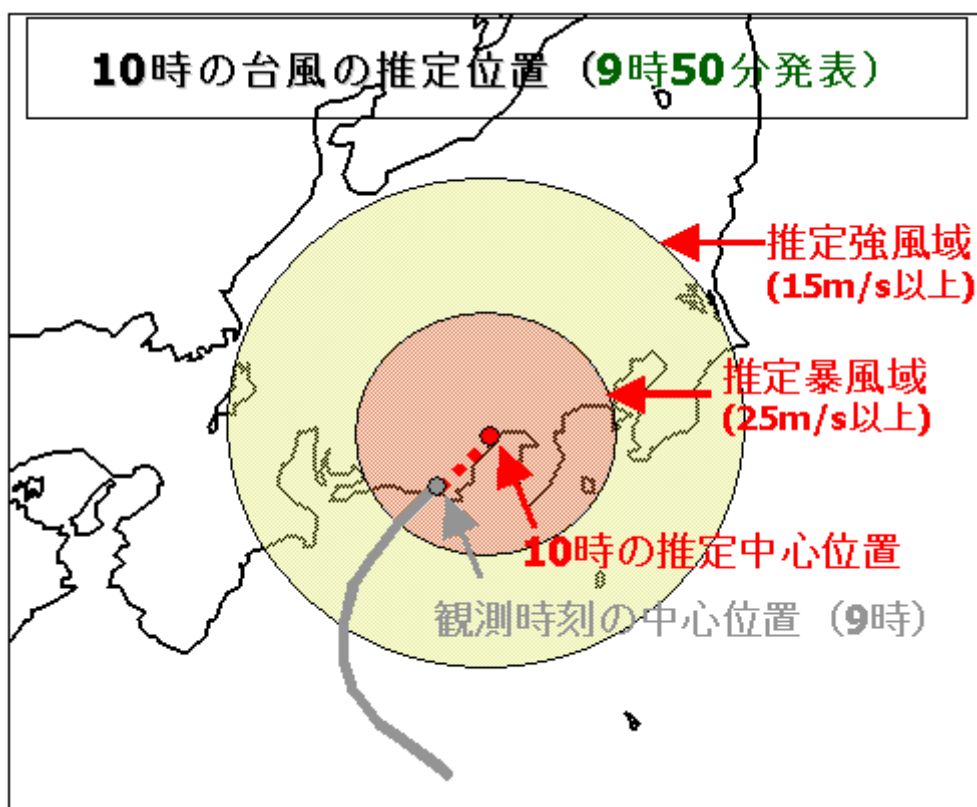 10時の台風の推定位置（9時50分発表）
推定強風域
(15m/s以上)
推定暴風域
(25m/s以上)
10時の推定中心位置
観測時刻の中心位置（9時）